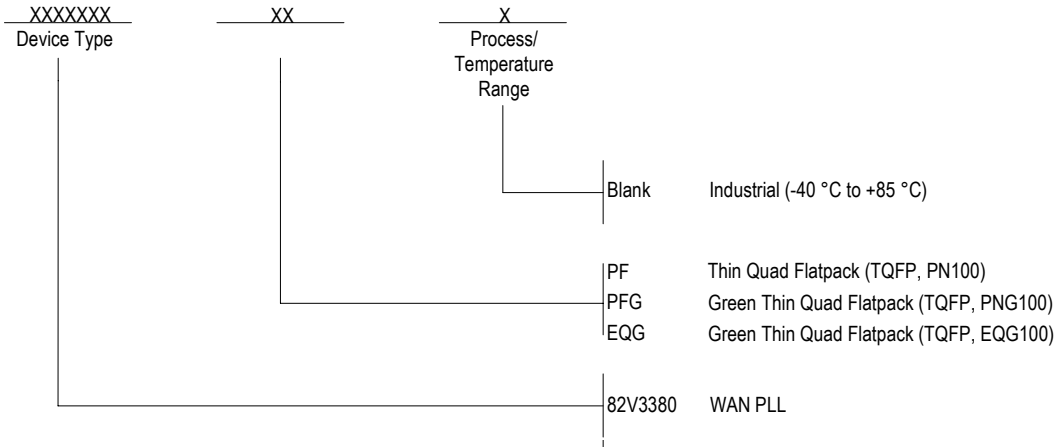 XXXXXXX XX X
Device Type Process/
Temperature
Range
Blank Industrial (-40 °C to +85 °C)
PF Thin Quad Flatpack (TQFP, PN100)
PFG Green Thin Quad Flatpack (TQFP, PNG100)
EQG Green Thin Quad Flatpack (TQFP, EQG100)
82V3380 WAN PLL